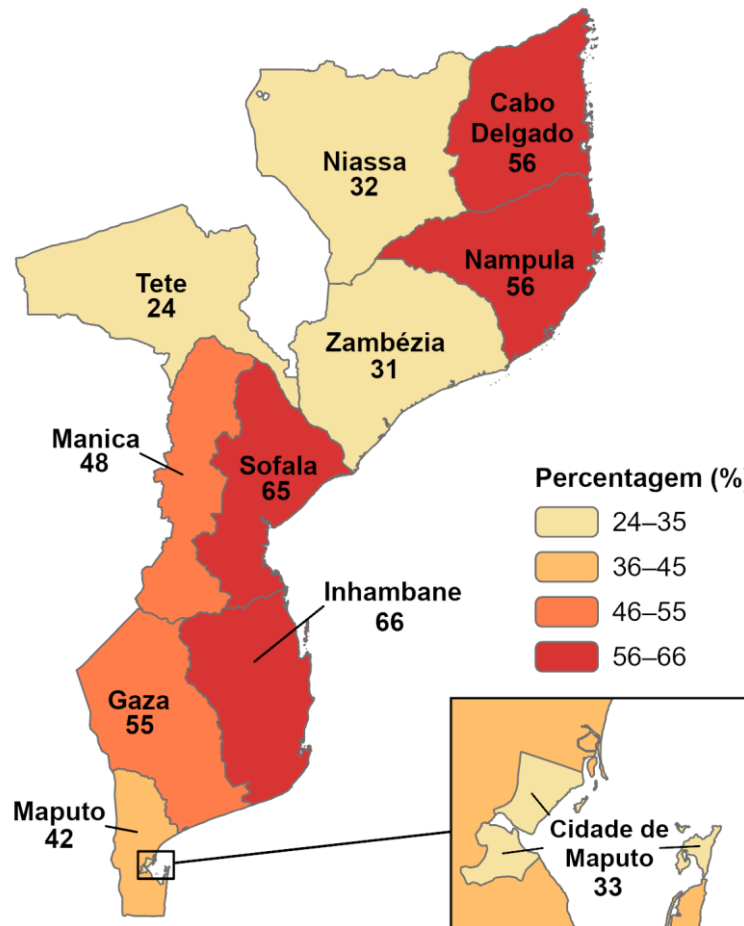 Cabo
Delgado
56
Niassa
32
Nampula
56
Tete
24
Zambézia
31
Manica
48
Sofala
65
Percentagem (%)
24–35
36–45
46–55
56–66
Inhambane
66
Gaza
55
Maputo
42
Cidade de
Maputo
33